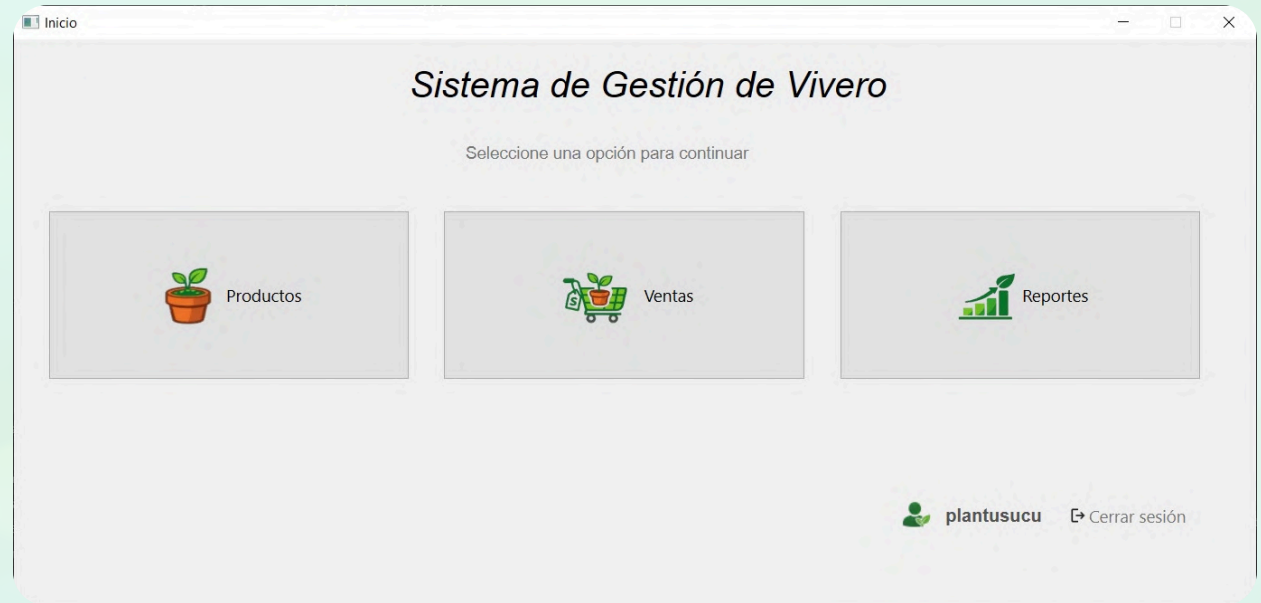 Inicio
Sistema de Gestión de Vivero
Seleccione una opción para continuar
Productos
Ventas
Reportes
$
plantusucu
Cerrar sesión